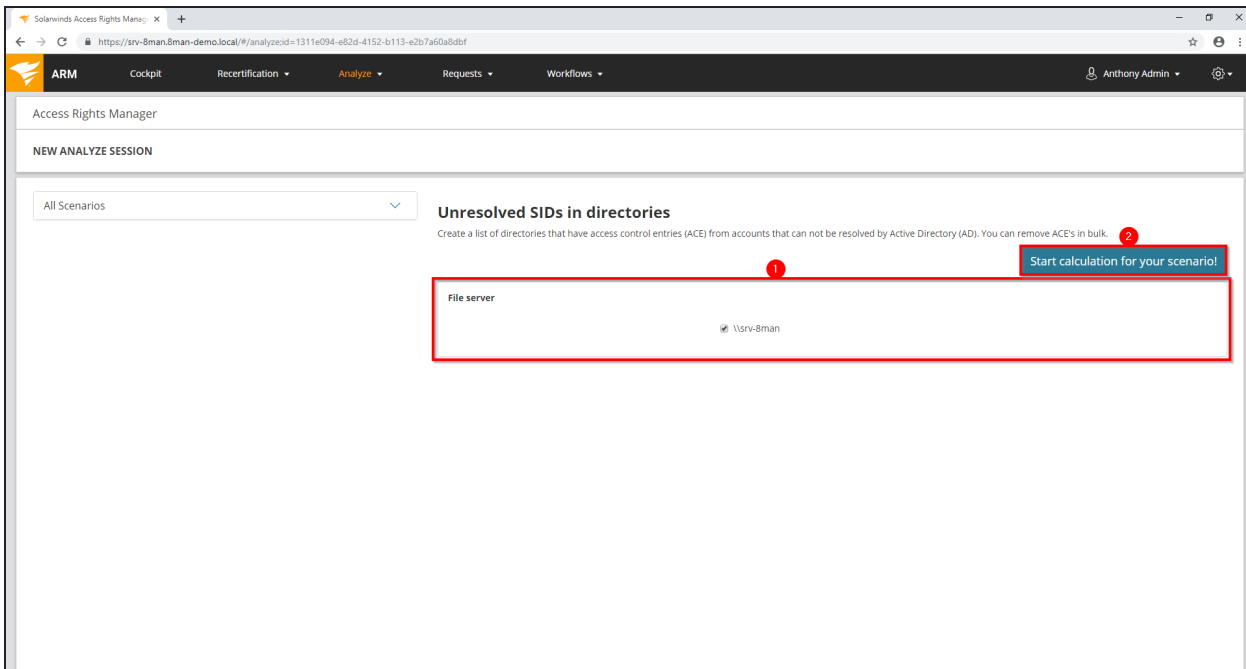 Solarwinds Access Rights Manag
https://srv-8man.8man-demo.local/#/analyze;id=1311e094-e82d-4152-b113-e2b7a60a8dbf
ARM Cockpit Recertification Analyze Requests Workflows Anthony Admin
Access Rights Manager
NEW ANALYZE SESSION
All Scenarios
Unresolved SIDs in directories
Create a list of directories that have access control entries (ACE) from accounts that can not be resolved by Active Directory (AD). You can remove ACE's in bulk.
2
Start calculation for your scenario!
1
File server
\\srv-8man